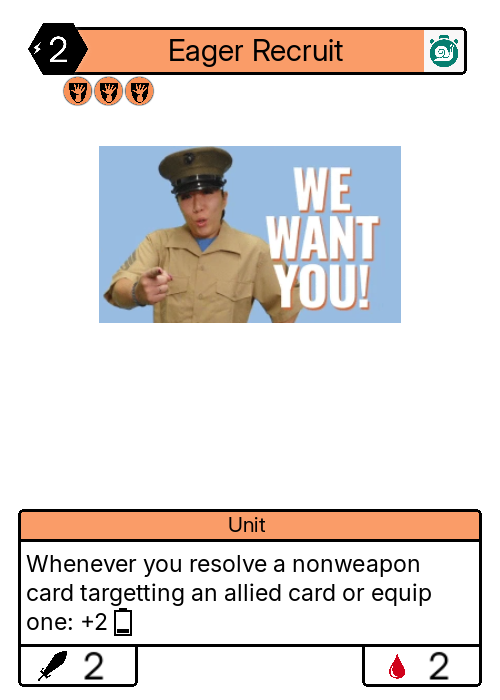 2
Eager Recruit
WE
WANT
YOU!
Unit
Whenever you resolve a nonweapon
card targetting an allied card or equip
one: +2
2
2